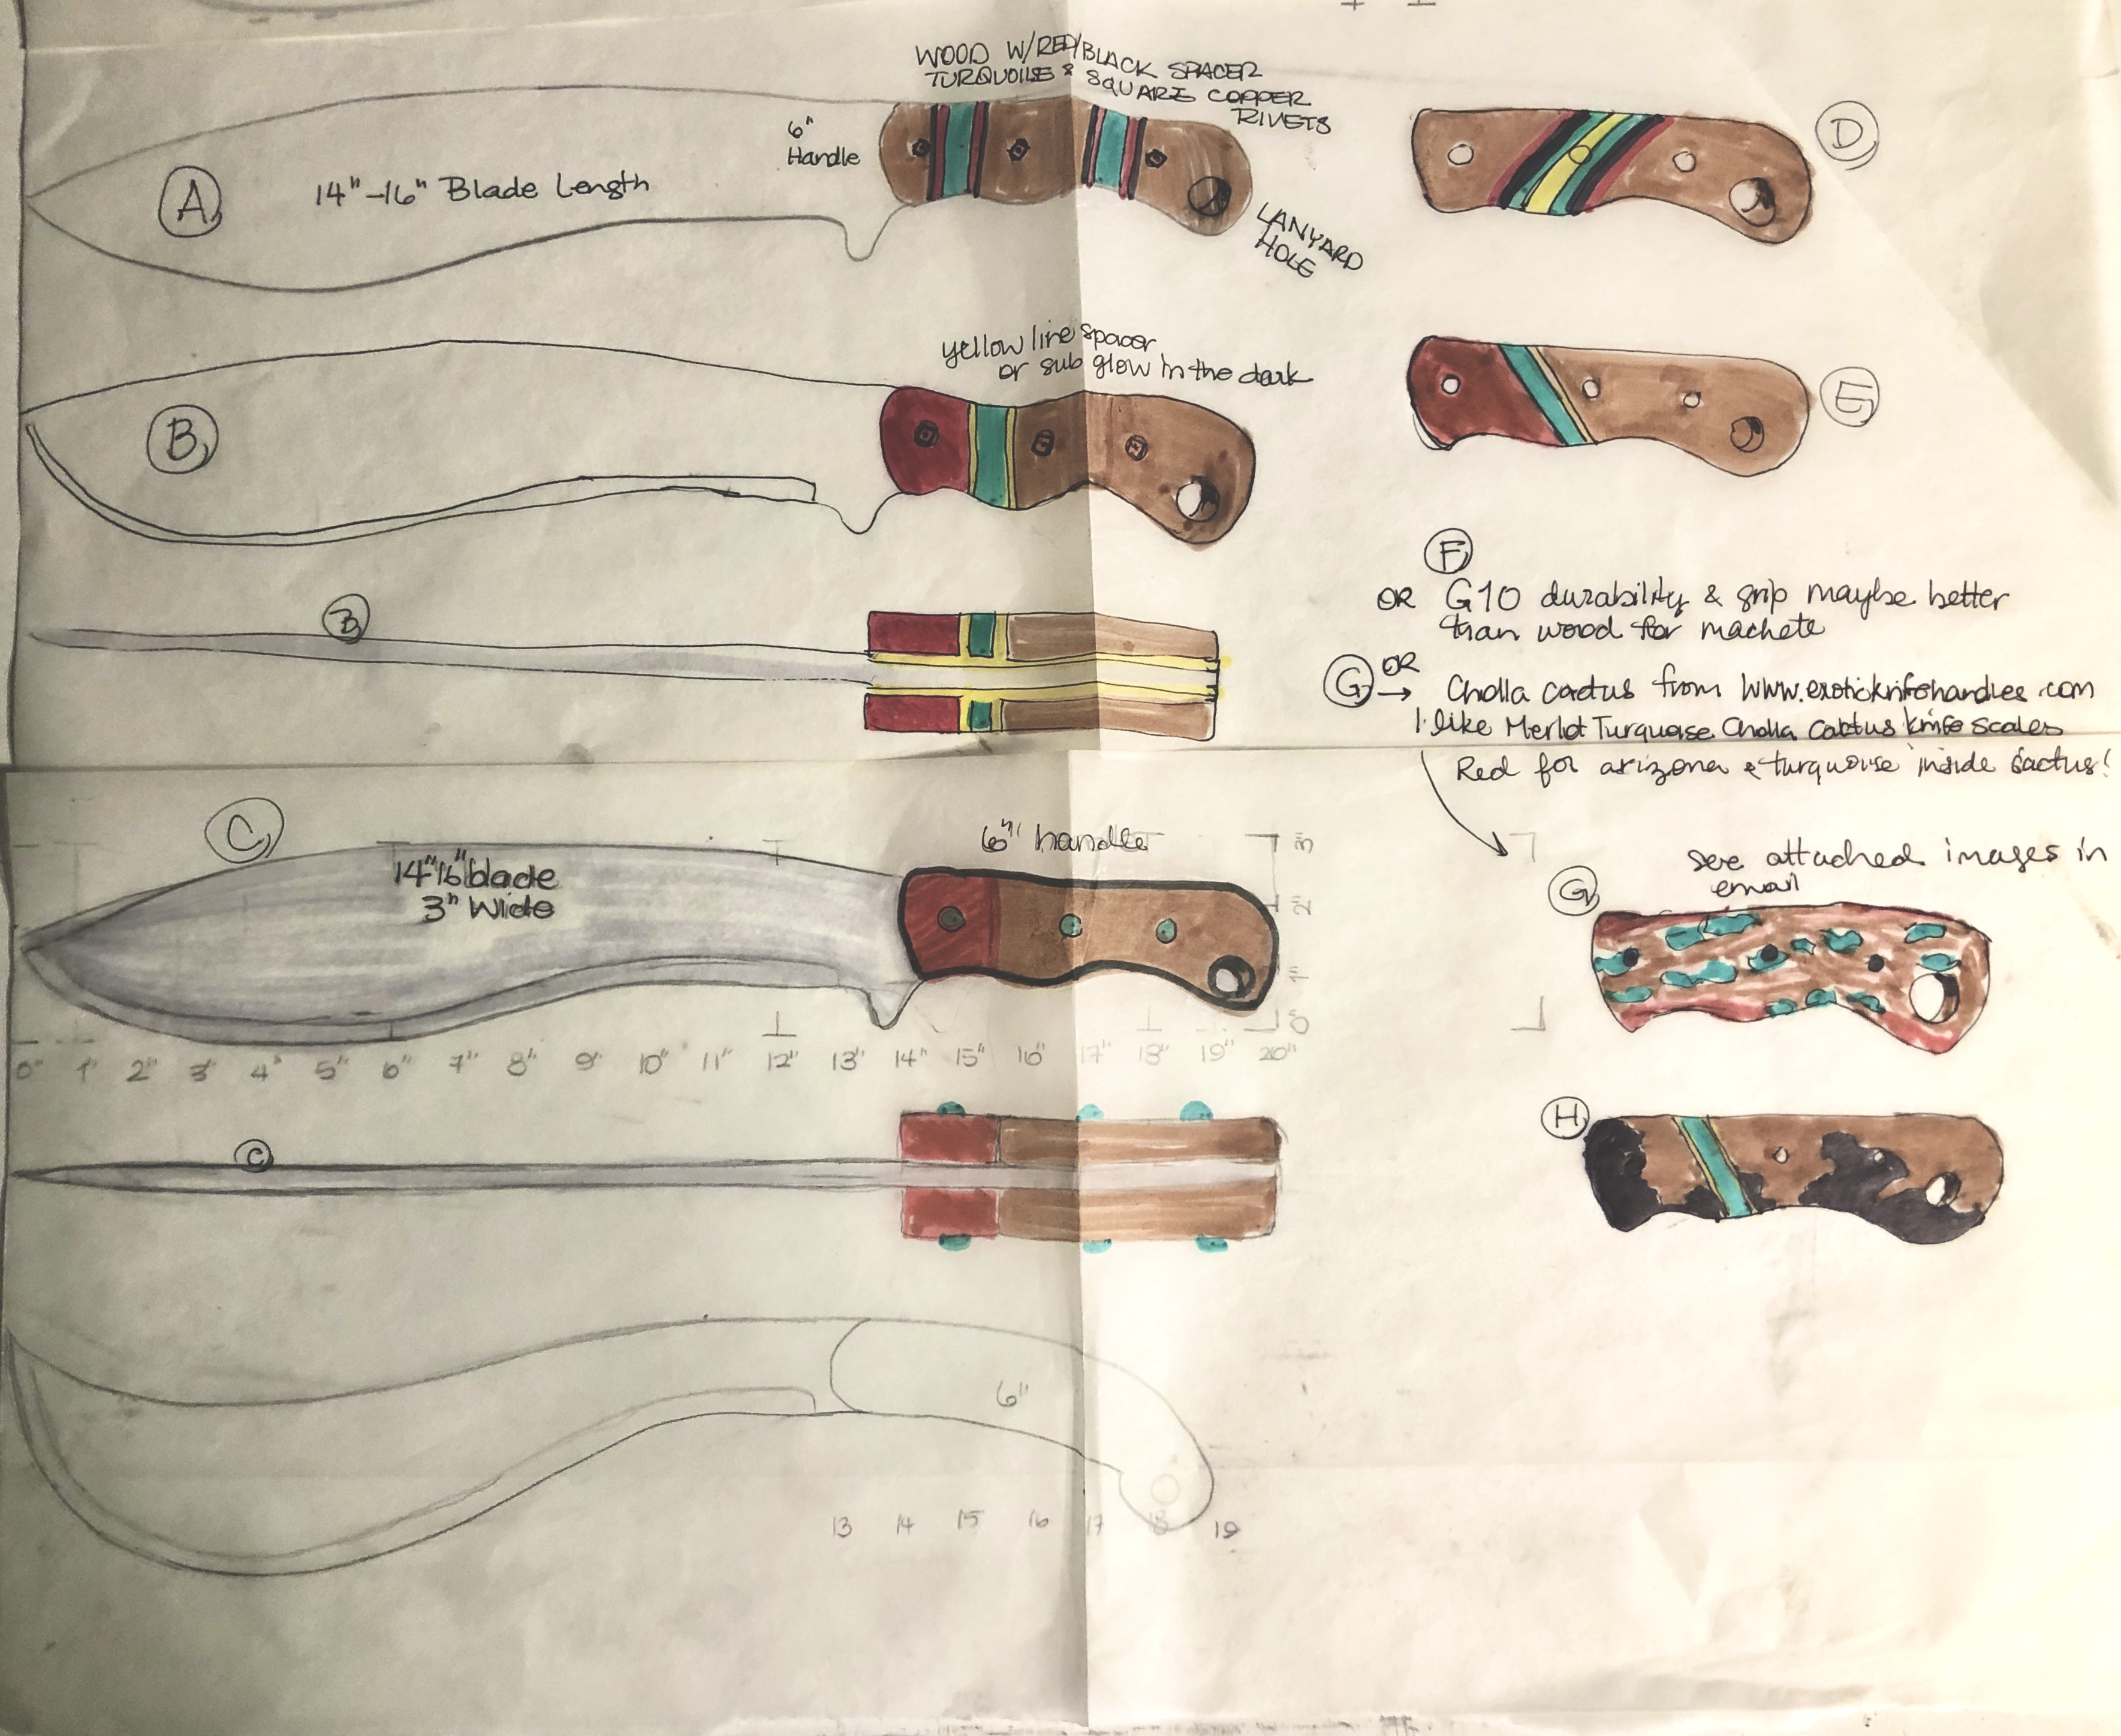 WOOD W/RED/BLACK SPACER
TURQUOISE & SQUARE COPPER
RIVETS
6"
Handle
A
14"-16" Blade Length
LANYARD
HOLE
D
yellow line spacer
or sub glow in the dark
B
E
F
OR G10 durability & grip maybe better
than wood for machete
B
G OR → Cholla cactus from www.exoticknifehandles.com
I like Merlot Turquoise Cholla Cactus knife scales
Red for arizona & turquoise inside cactus!
C
6" handle
3"
14" 16" blade
3" Wide
see attached images in
email
G
2"
1"
0"
0" 1" 2" 3" 4" 5" 6" 7" 8" 9" 10" 11" 12" 13" 14" 15" 16" 17" 18" 19" 20"
H
C
6"
13 14 15 16 17 18 19